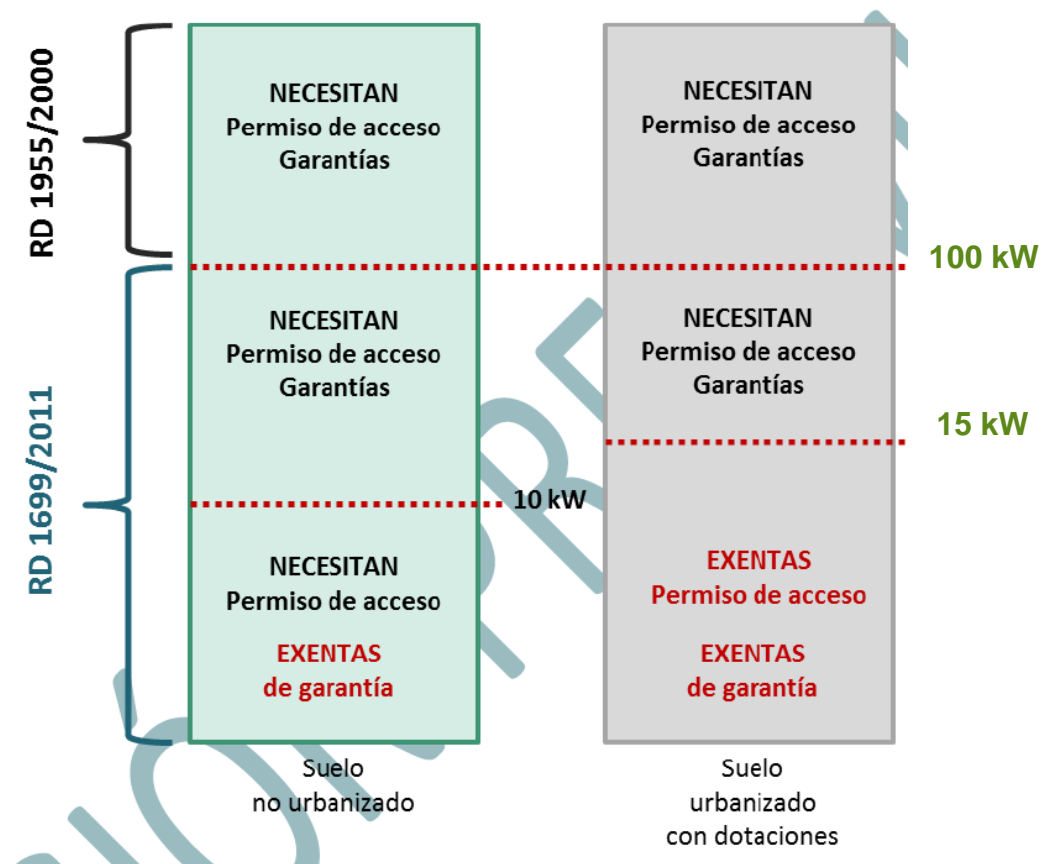 RD 1955/2000
NECESITAN
Permiso de acceso
Garantías
NECESITAN
Permiso de acceso
Garantías
100 kW
RD 1699/2011
NECESITAN
Permiso de acceso
Garantías
NECESITAN
Permiso de acceso
Garantías
15 kW
10 kW
NECESITAN
Permiso de acceso
EXENTAS
de garantía
EXENTAS
Permiso de acceso
EXENTAS
de garantía
Suelo
no urbanizado
Suelo
urbanizado
con dotaciones